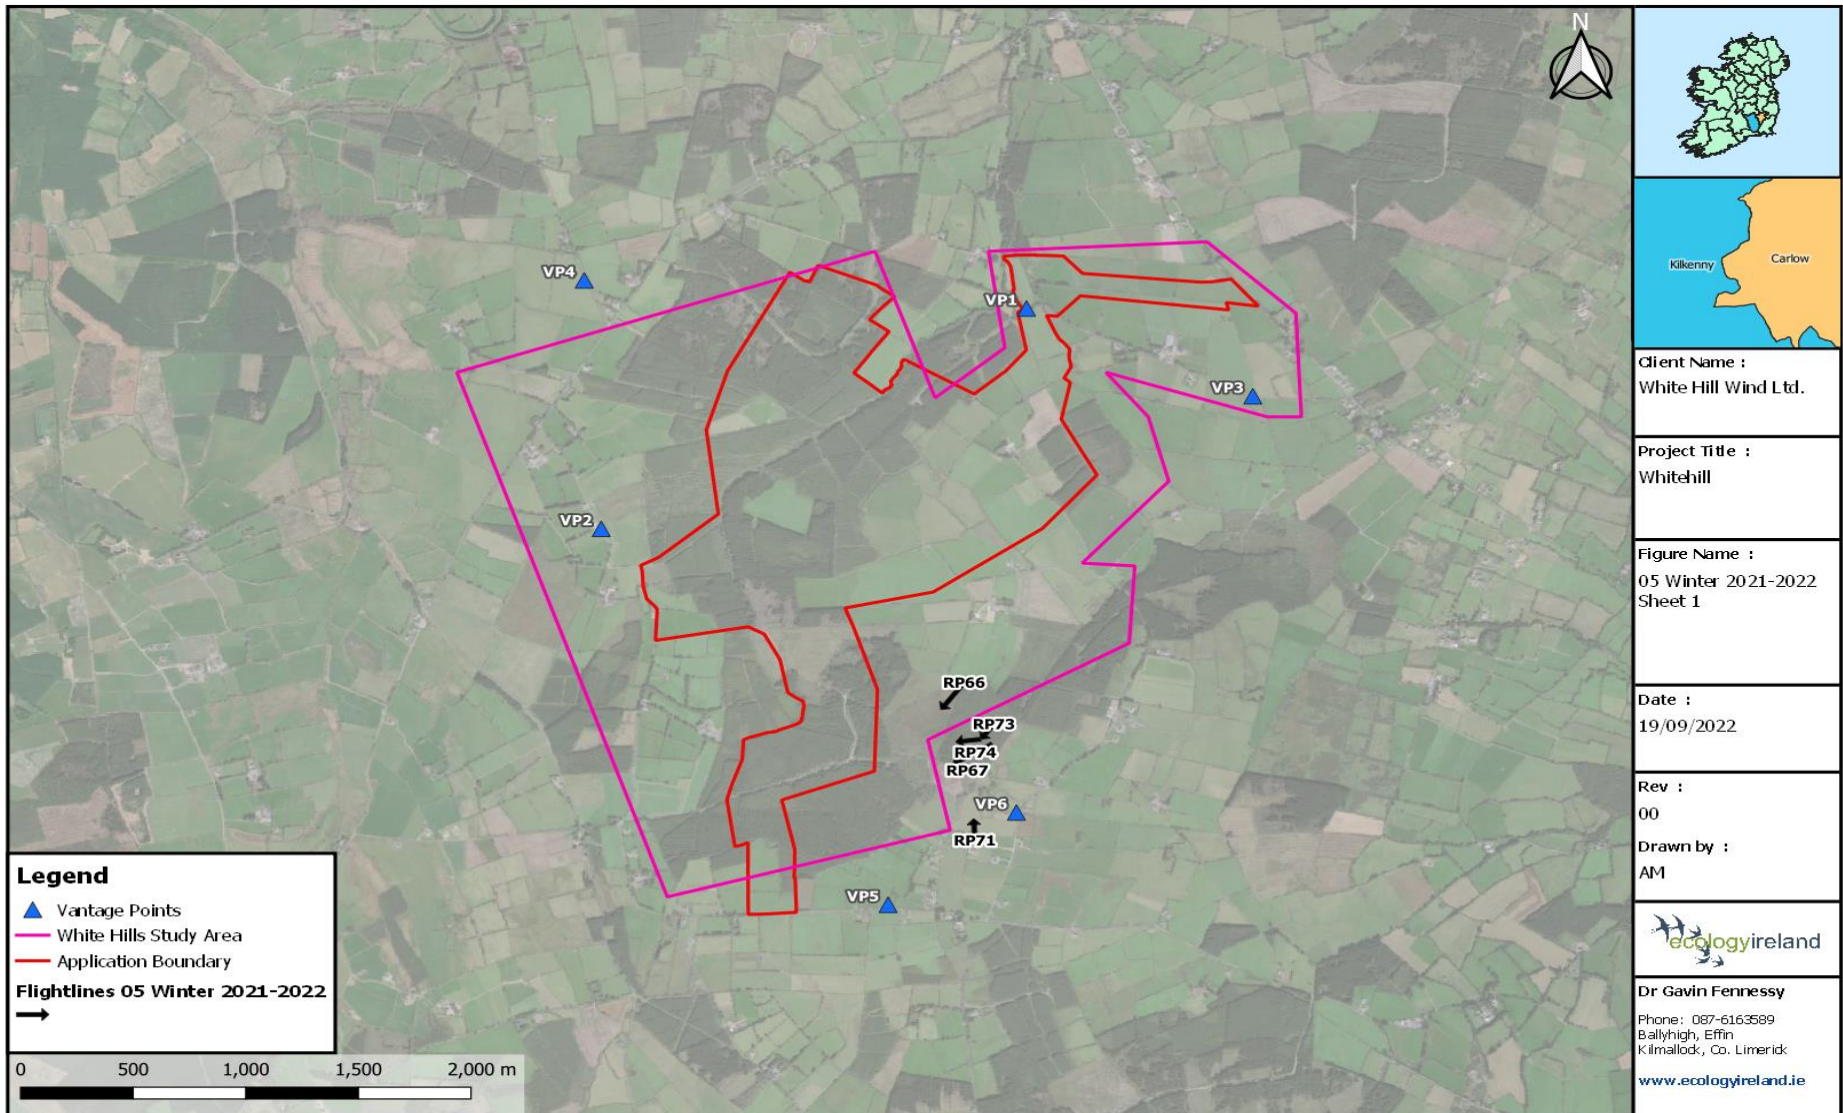 N
VP4
VP1
VP3
VP2
RP66
RP73
RP74
RP67
VP6
RP71
VP5
Legend
Vantage Points
White Hills Study Area
Application Boundary
Flightlines 05 Winter 2021-2022
0 500 1,000 1,500 2,000 m
Kilkenny
Carlow
Client Name :
White Hill Wind Ltd.
Project Title :
Whitehill
Figure Name :
05 Winter 2021-2022
Sheet 1
Date :
19/09/2022
Rev :
00
Drawn by :
AM
ecologyireland
Dr Gavin Fennessy
Phone: 087-6163589
Ballyhigh, Effin
Kilmallock, Co. Limerick
www.ecologyireland.ie